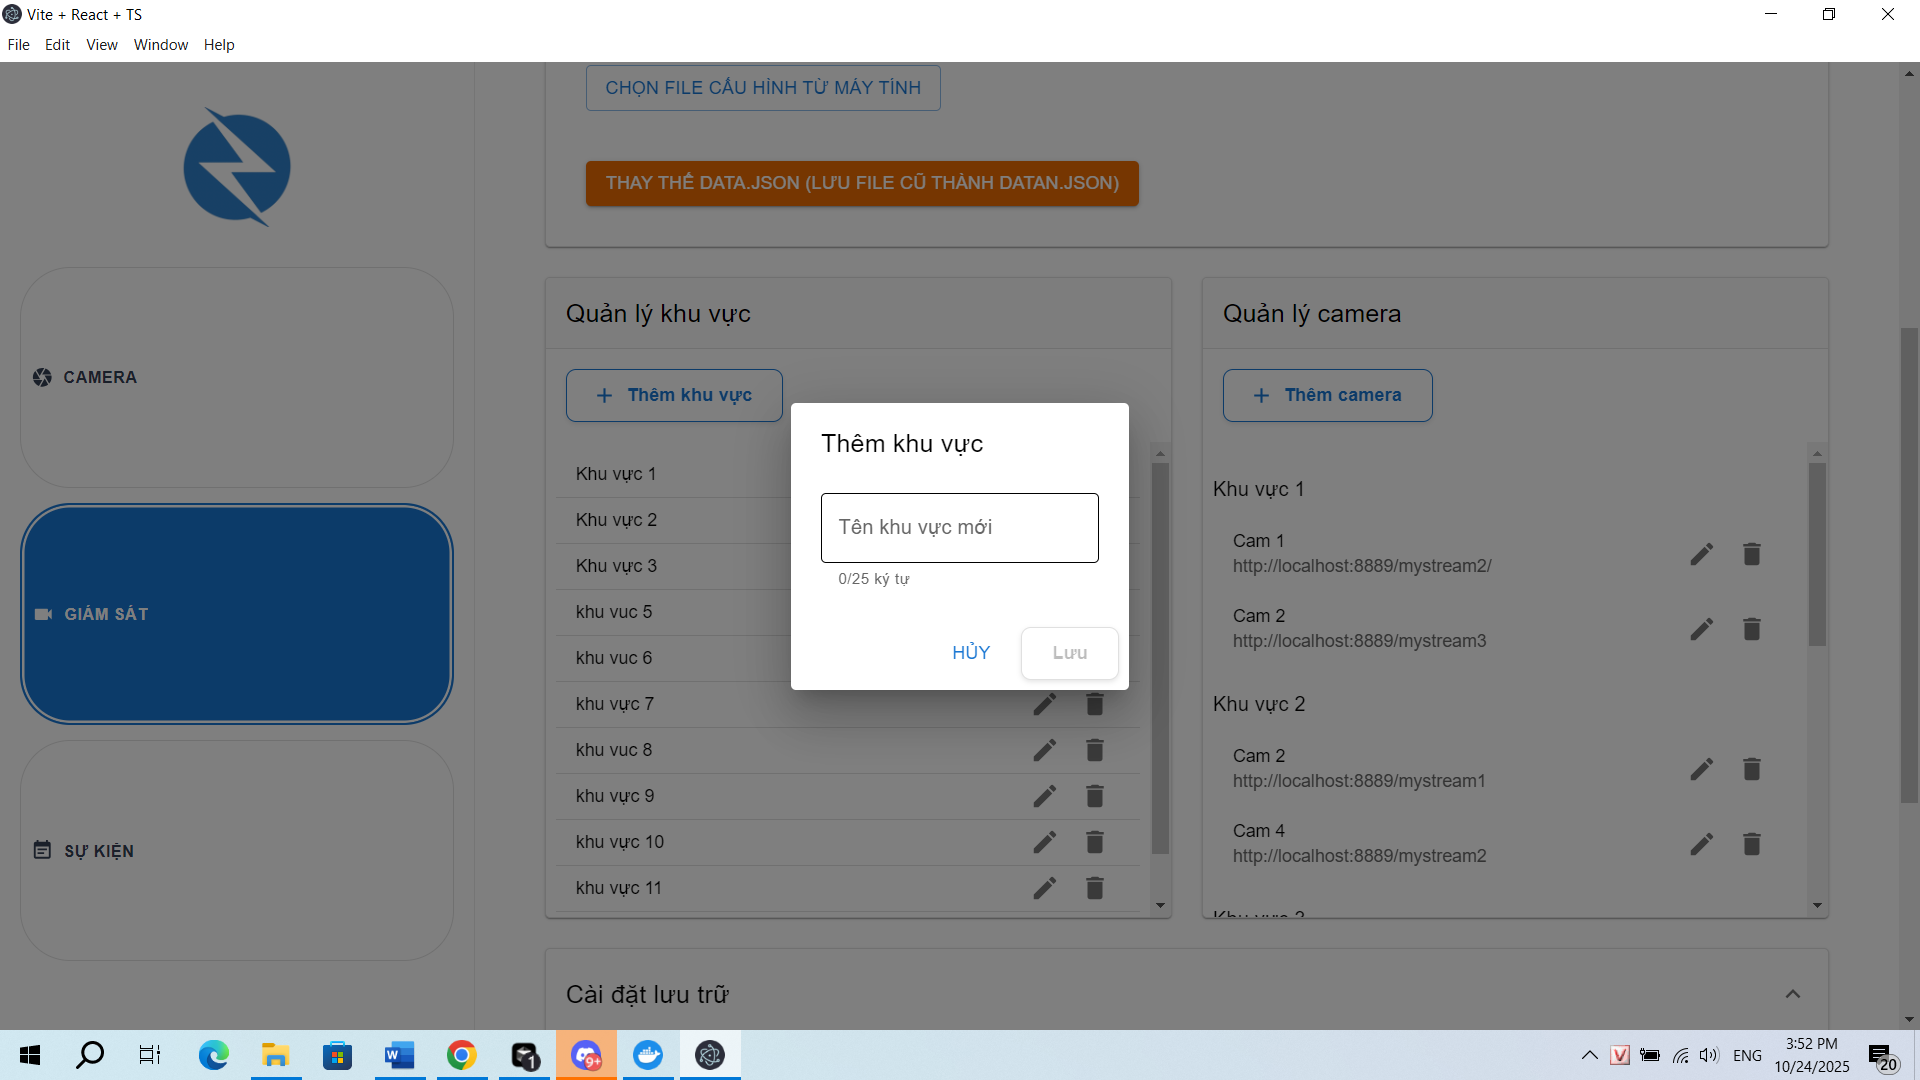 Vite + React + TS
File Edit View Window Help
CHỌN FILE CẤU HÌNH TỪ MÁY TÍNH
THAY THẾ DATA.JSON (LƯU FILE CŨ THÀNH DATAN.JSON)
CAMERA
GIÁM SÁT
SỰ KIỆN
Quản lý khu vực
Thêm khu vực
Khu vực 1
Khu vực 2
Khu vực 3
khu vuc 5
khu vuc 6
khu vực 7
khu vuc 8
khu vực 9
khu vực 10
khu vực 11
Thêm khu vực
Tên khu vực mới
0/25 ký tự
HỦY
Lưu
Quản lý camera
Thêm camera
Khu vực 1
Cam 1
http://localhost:8889/mystream2/
Cam 2
http://localhost:8889/mystream3
Khu vực 2
Cam 2
http://localhost:8889/mystream1
Cam 4
http://localhost:8889/mystream2
Cài đặt lưu trữ
1
9+
ENG
3:52 PM
10/24/2025
20